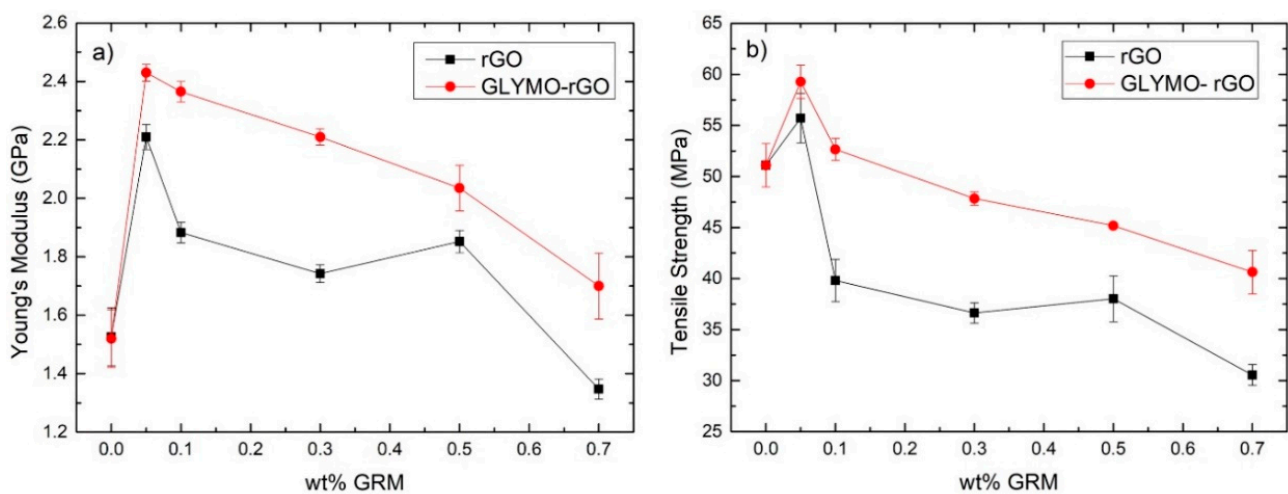 a)
rGO
GLYMO-rGO
2.6
2.4
2.2
2.0
1.8
1.6
1.4
1.2
Young's Modulus (GPa)
0.0 0.1 0.2 0.3 0.4 0.5 0.6 0.7
wt% GRM
b)
rGO
GLYMO- rGO
65
60
55
50
45
40
35
30
25
Tensile Strength (MPa)
0.0 0.1 0.2 0.3 0.4 0.5 0.6 0.7
wt% GRM